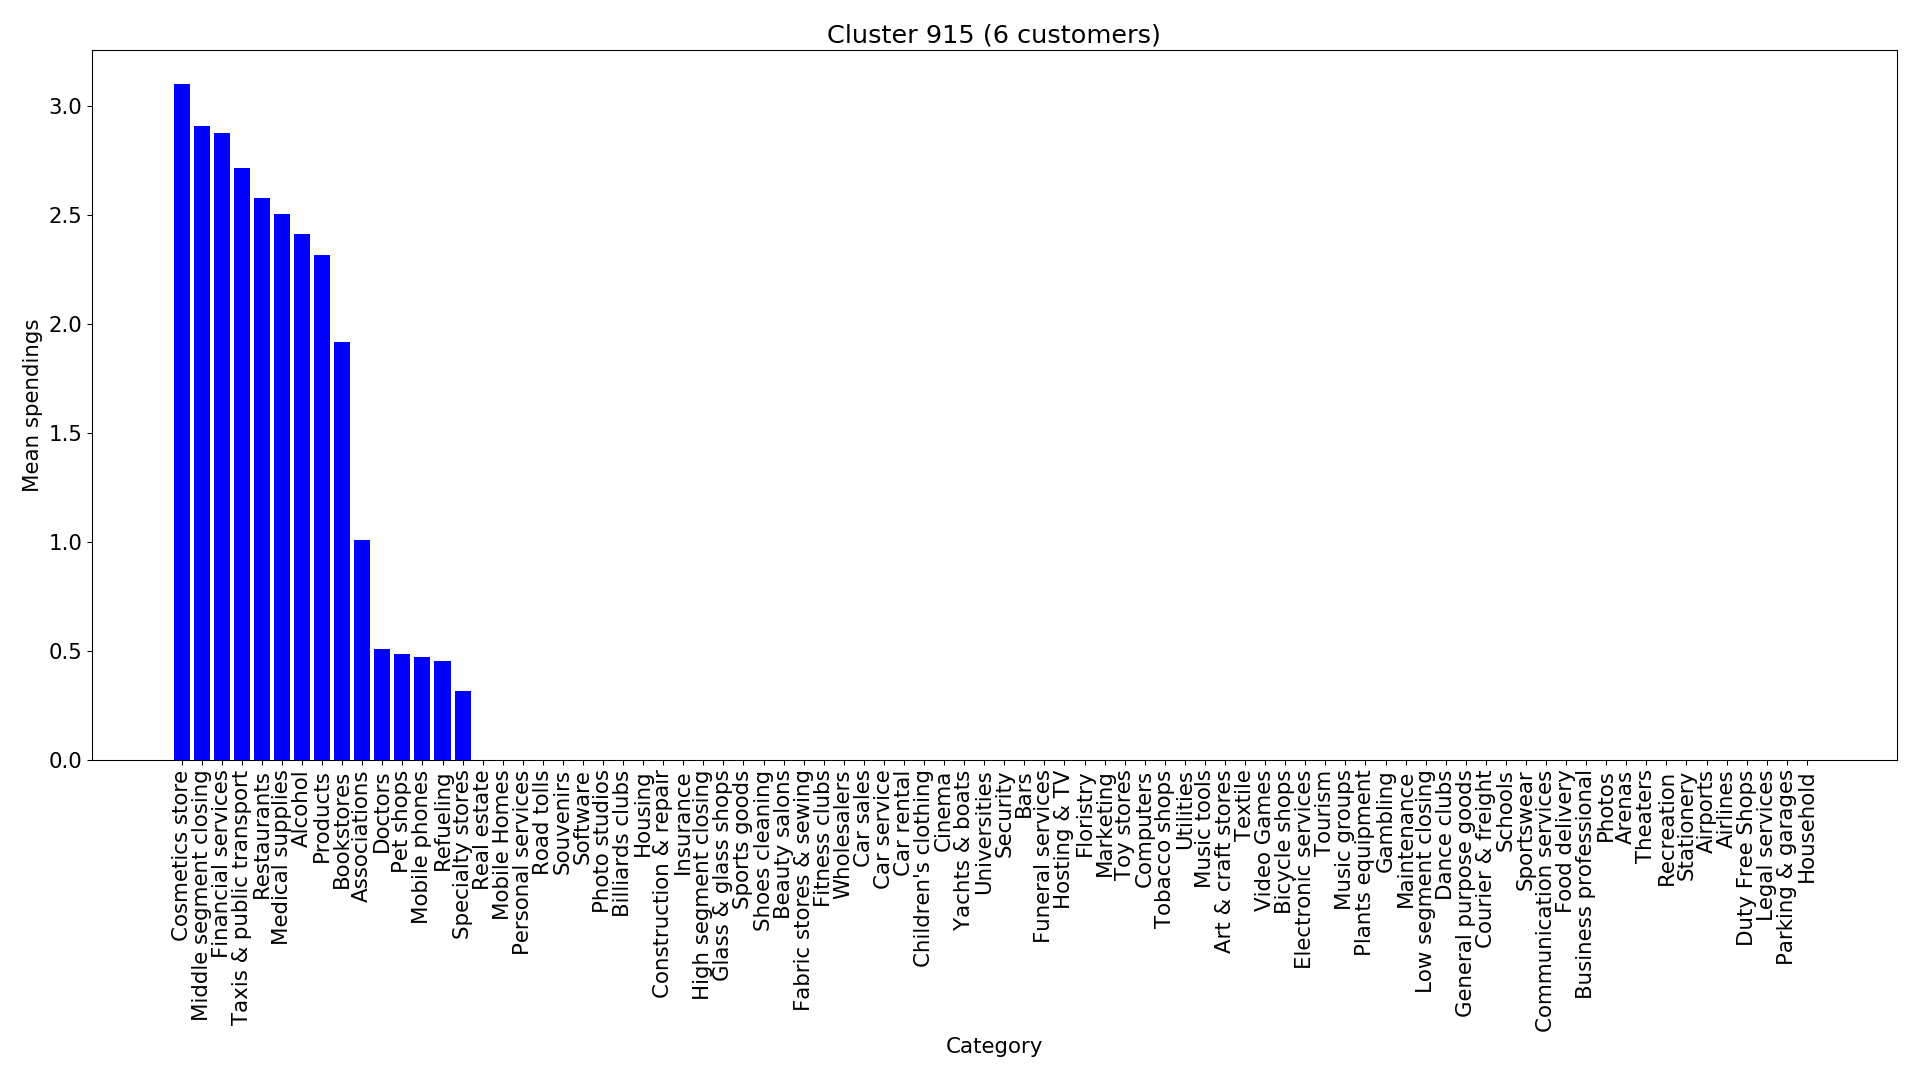 Cluster 915 (6 customers)
Mean spendings
3.0
2.5
2.0
1.5
1.0
0.5
0.0
Cosmetics store
Middle segment closing
Financial services
Taxis & public transport
Restaurants
Medical supplies
Alcohol
Products
Bookstores
Associations
Doctors
Pet shops
Mobile phones
Refuelling
Specialty stores
Real estate
Mobile Homes
Personal services
Road tolls
Souvenirs
Software
Photo studios
Billiards clubs
Housing
Construction & repair
Insurance
High segment closing
Glass & glass shops
Sports goods
Shoes cleaning
Beauty salons
Fabric stores & sewing
Fitness clubs
Wholesalers
Car sales
Car service
Car rental
Children's clothing
Cinema
Yachts & boats
Universities
Security
Bars
Funeral services
Hosting & TV
Floristry
Marketing
Toy stores
Computers
Tobacco shops
Utilities
Music tools
Art & craft stores
Textile
Video Games
Bicycle shops
Electronic services
Tourism
Music groups
Plants equipment
Gambling
Maintenance
Low segment closing
Dance clubs
General purpose goods
Courier & freight
Schools
Sportswear
Communication services
Food delivery
Business professional
Photos
Arenas
Theaters
Recreation
Stationery
Airports
Airlines
Duty Free Shops
Legal services
Parking & garages
Household
Category